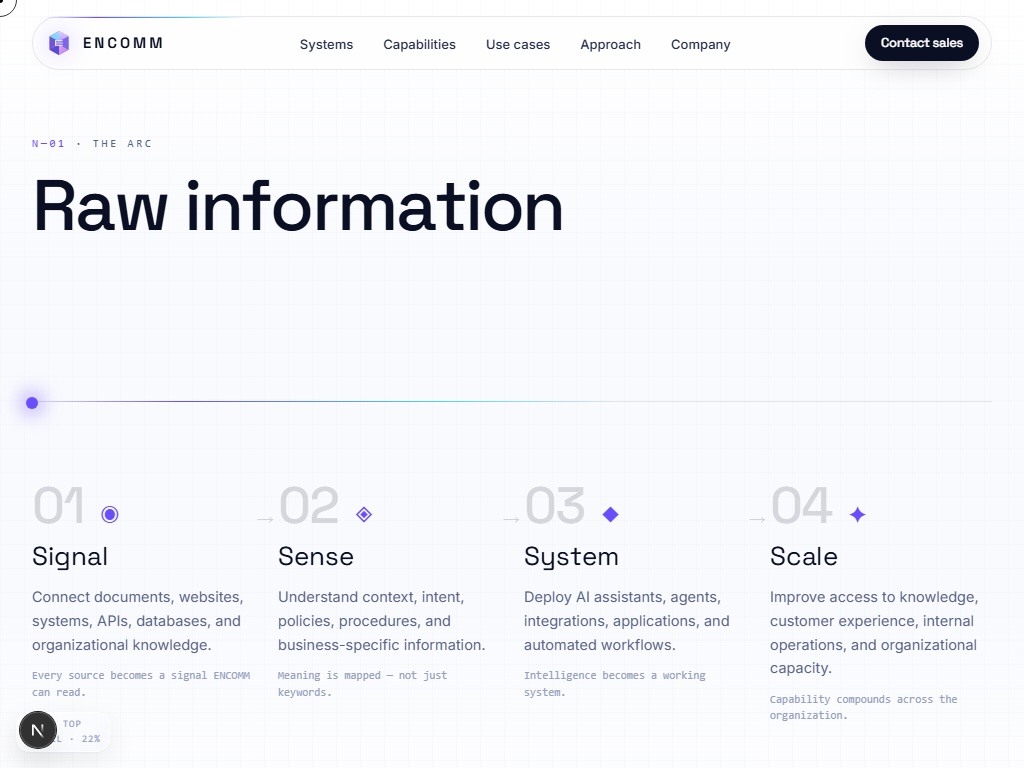 ENCOMM
Systems
Capabilities
Use cases
Approach
Company
Contact sales
N—01 · THE ARC
Raw information
01
→
02
→
03
→
04
Signal
Sense
System
Scale
Connect documents, websites,
systems, APIs, databases, and
organizational knowledge.
Every source becomes a signal ENCOMM
can read.
Understand context, intent,
policies, procedures, and
business-specific information.
Meaning is mapped — not just
keywords.
Deploy AI assistants, agents,
integrations, applications, and
automated workflows.
Intelligence becomes a working
system.
Improve access to knowledge,
customer experience, internal
operations, and organizational
capacity.
Capability compounds across the
organization.
N
TOP
· 22%